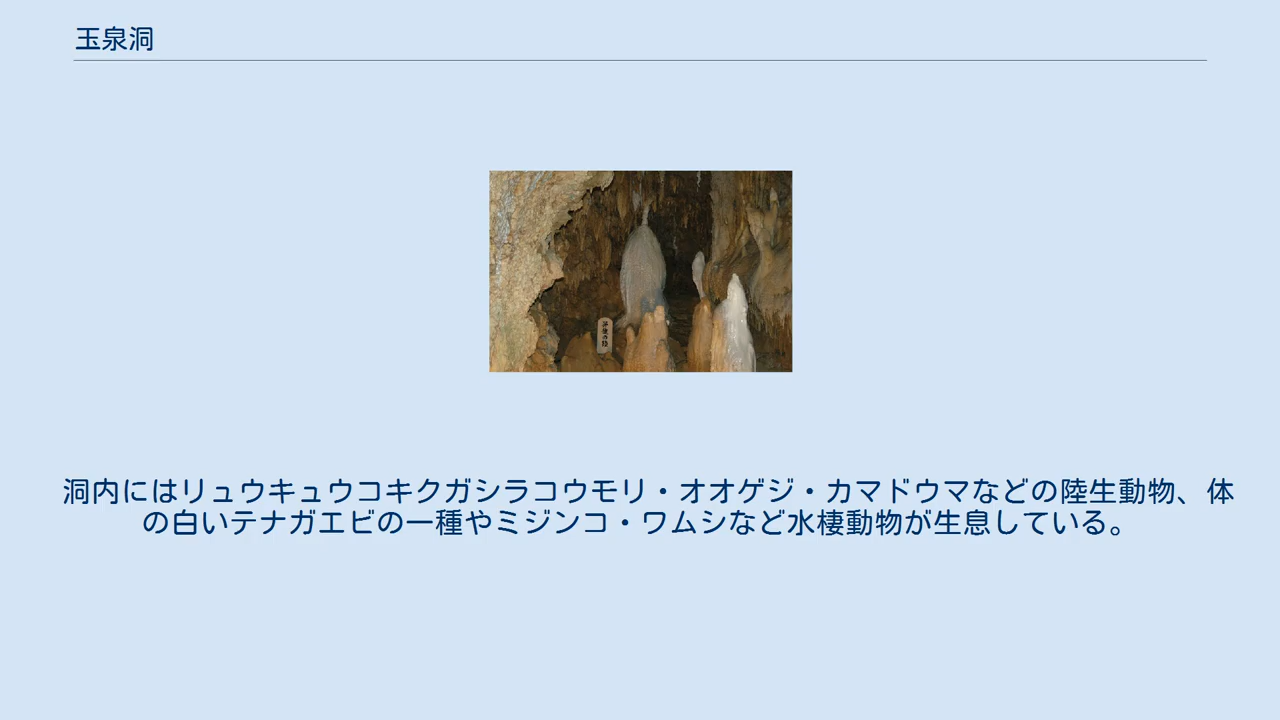 玉泉洞
洞内にはリュウキュウコキクガシラコウモリ・オオゲジ・カマドウマなどの陸生動物、体
の白いテナガエビの一種やミジンコ・ワムシなど水棲動物が生息している。